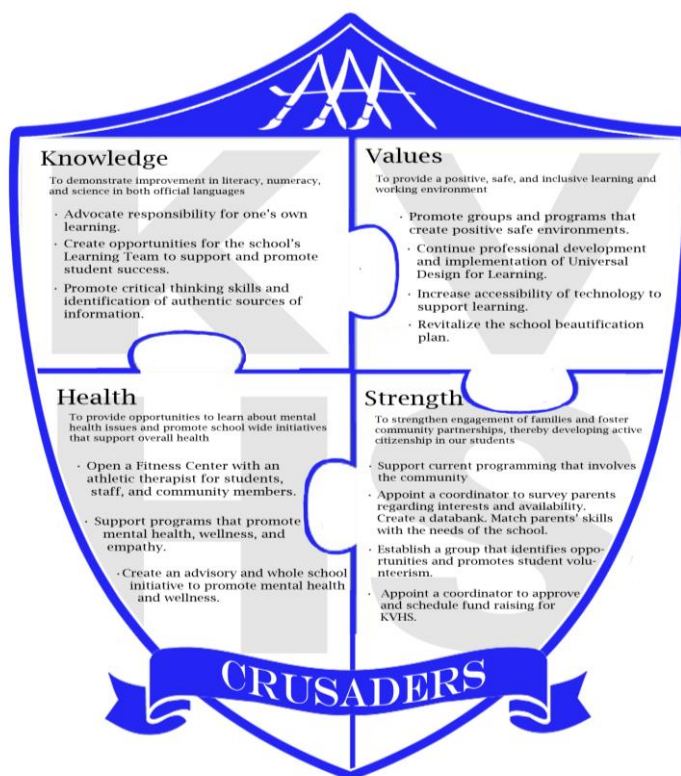 Knowledge
To demonstrate improvement in literacy, numeracy,
and science in both official languages
· Advocate responsibility for one's own
learning.
· Create opportunities for the school's
Learning Team to support and promote
student success.
· Promote critical thinking skills and
identification of authentic sources of
information.
Values
To provide a positive, safe, and inclusive learning and
working environment
· Promote groups and programs that
create positive safe environments.
· Continue professional development
and implementation of Universal
Design for Learning.
· Increase accessibility of technology to
support learning.
· Revitalize the school beautification
plan.
Health
To provide opportunities to learn about mental
health issues and promote school wide initiatives
that support overall health
· Open a Fitness Center with an
athletic therapist for students,
staff, and community members.
· Support programs that promote
mental health, wellness, and
empathy.
· Create an advisory and whole school
initiative to promote mental health
and wellness.
Strength
To strengthen engagement of families and foster
community partnerships, thereby developing active
citizenship in our students
· Support current programming that involves
the community
· Appoint a coordinator to survey parents
regarding interests and availability.
Create a databank. Match parents' skills
with the needs of the school.
· Establish a group that identifies oppo-
rtunities and promotes student volu-
nteerism.
· Appoint a coordinator to approve
and schedule fund raising for
KVHS.
K V
H S
CRUSADERS